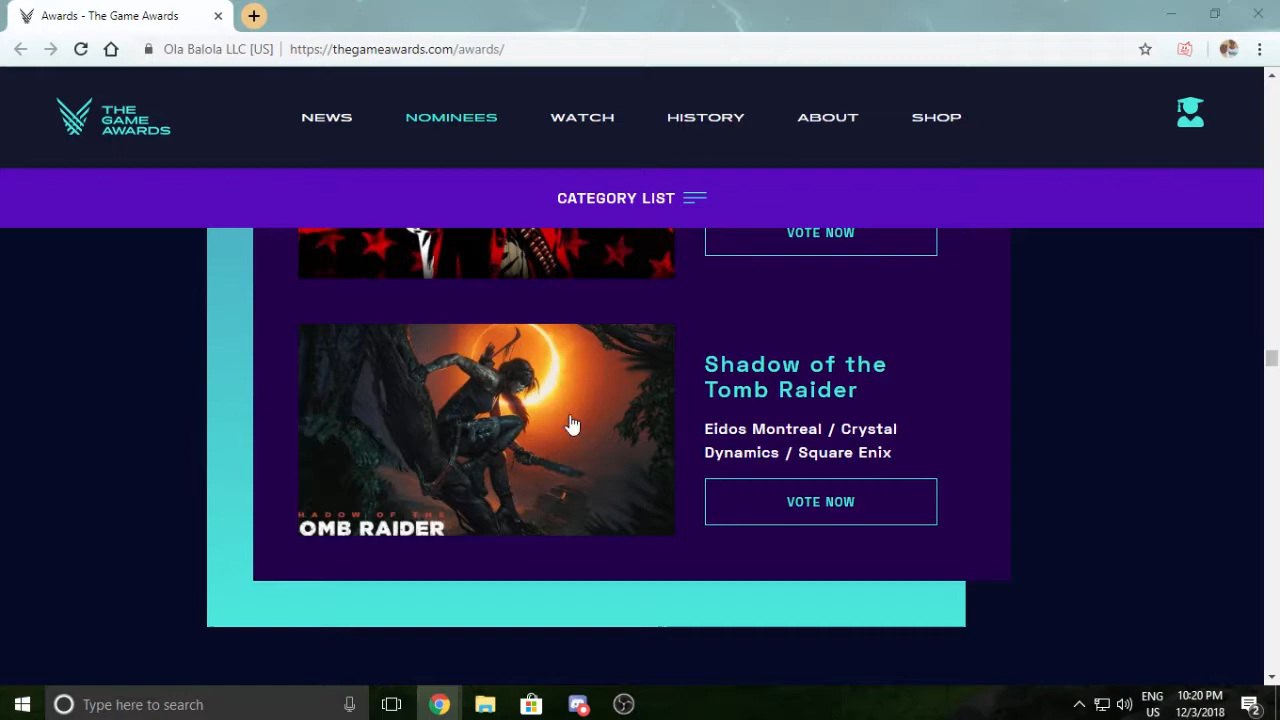 Awards - The Game Awards
Ola Balola LLC [US] | https://thegameawards.com/awards/
THE
GAME
AWARDS
NEWS
NOMINEES
WATCH
HISTORY
ABOUT
SHOP
CATEGORY LIST
VOTE NOW
HADOW OF THE
OMB RAIDER
Shadow of the
Tomb Raider
Eidos Montreal / Crystal
Dynamics / Square Enix
VOTE NOW
Type here to search
ENG
US
10:20 PM
12/3/2018
2